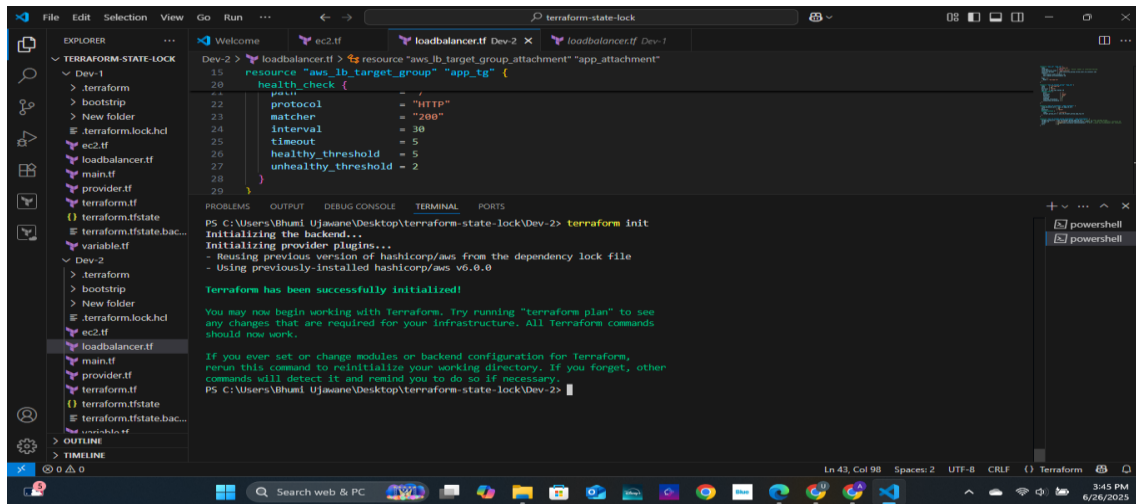 File Edit Selection View Go Run ... terraform-state-lock
EXPLORER ...
TERRAFORM-STATE-LOCK
Dev-1
.terraform
bootstrip
New folder
.terraform.lock.hcl
ec2.tf
loadbalancer.tf
main.tf
provider.tf
terraform.tf
terraform.tfstate
terraform.tfstate.bac...
variable.tf
Dev-2
.terraform
bootstrip
New folder
.terraform.lock.hcl
ec2.tf
loadbalancer.tf
main.tf
provider.tf
terraform.tf
terraform.tfstate
terraform.tfstate.bac...
variable.tf
OUTLINE
TIMELINE
Welcome ec2.tf loadbalancer.tf Dev-2 loadbalancer.tf Dev-1
Dev-2 > loadbalancer.tf > resource "aws_lb_target_group_attachment" "app_attachment"
15 resource "aws_lb_target_group" "app_tg" {
20 health_check {
21 path = "/"
22 protocol = "HTTP"
23 matcher = "200"
24 interval = 30
25 timeout = 5
26 healthy_threshold = 5
27 unhealthy_threshold = 2
28 }
29 }
PROBLEMS OUTPUT DEBUG CONSOLE TERMINAL PORTS
PS C:\Users\Bhumi Ujawane\Desktop\terraform-state-lock\Dev-2> terraform init
Initializing the backend...
Initializing provider plugins...
- Reusing previous version of hashicorp/aws from the dependency lock file
- Using previously-installed hashicorp/aws v6.0.0
Terraform has been successfully initialized!
You may now begin working with Terraform. Try running "terraform plan" to see
any changes that are required for your infrastructure. All Terraform commands
should now work.
If you ever set or change modules or backend configuration for Terraform,
rerun this command to reinitialize your working directory. If you forget, other
commands will detect it and remind you to do so if necessary.
PS C:\Users\Bhumi Ujawane\Desktop\terraform-state-lock\Dev-2>
powershell
powershell
0 0 Ln 43, Col 98 Spaces: 2 UTF-8 CRLF {} Terraform
5 Search web & PC 3:45 PM
6/26/2025